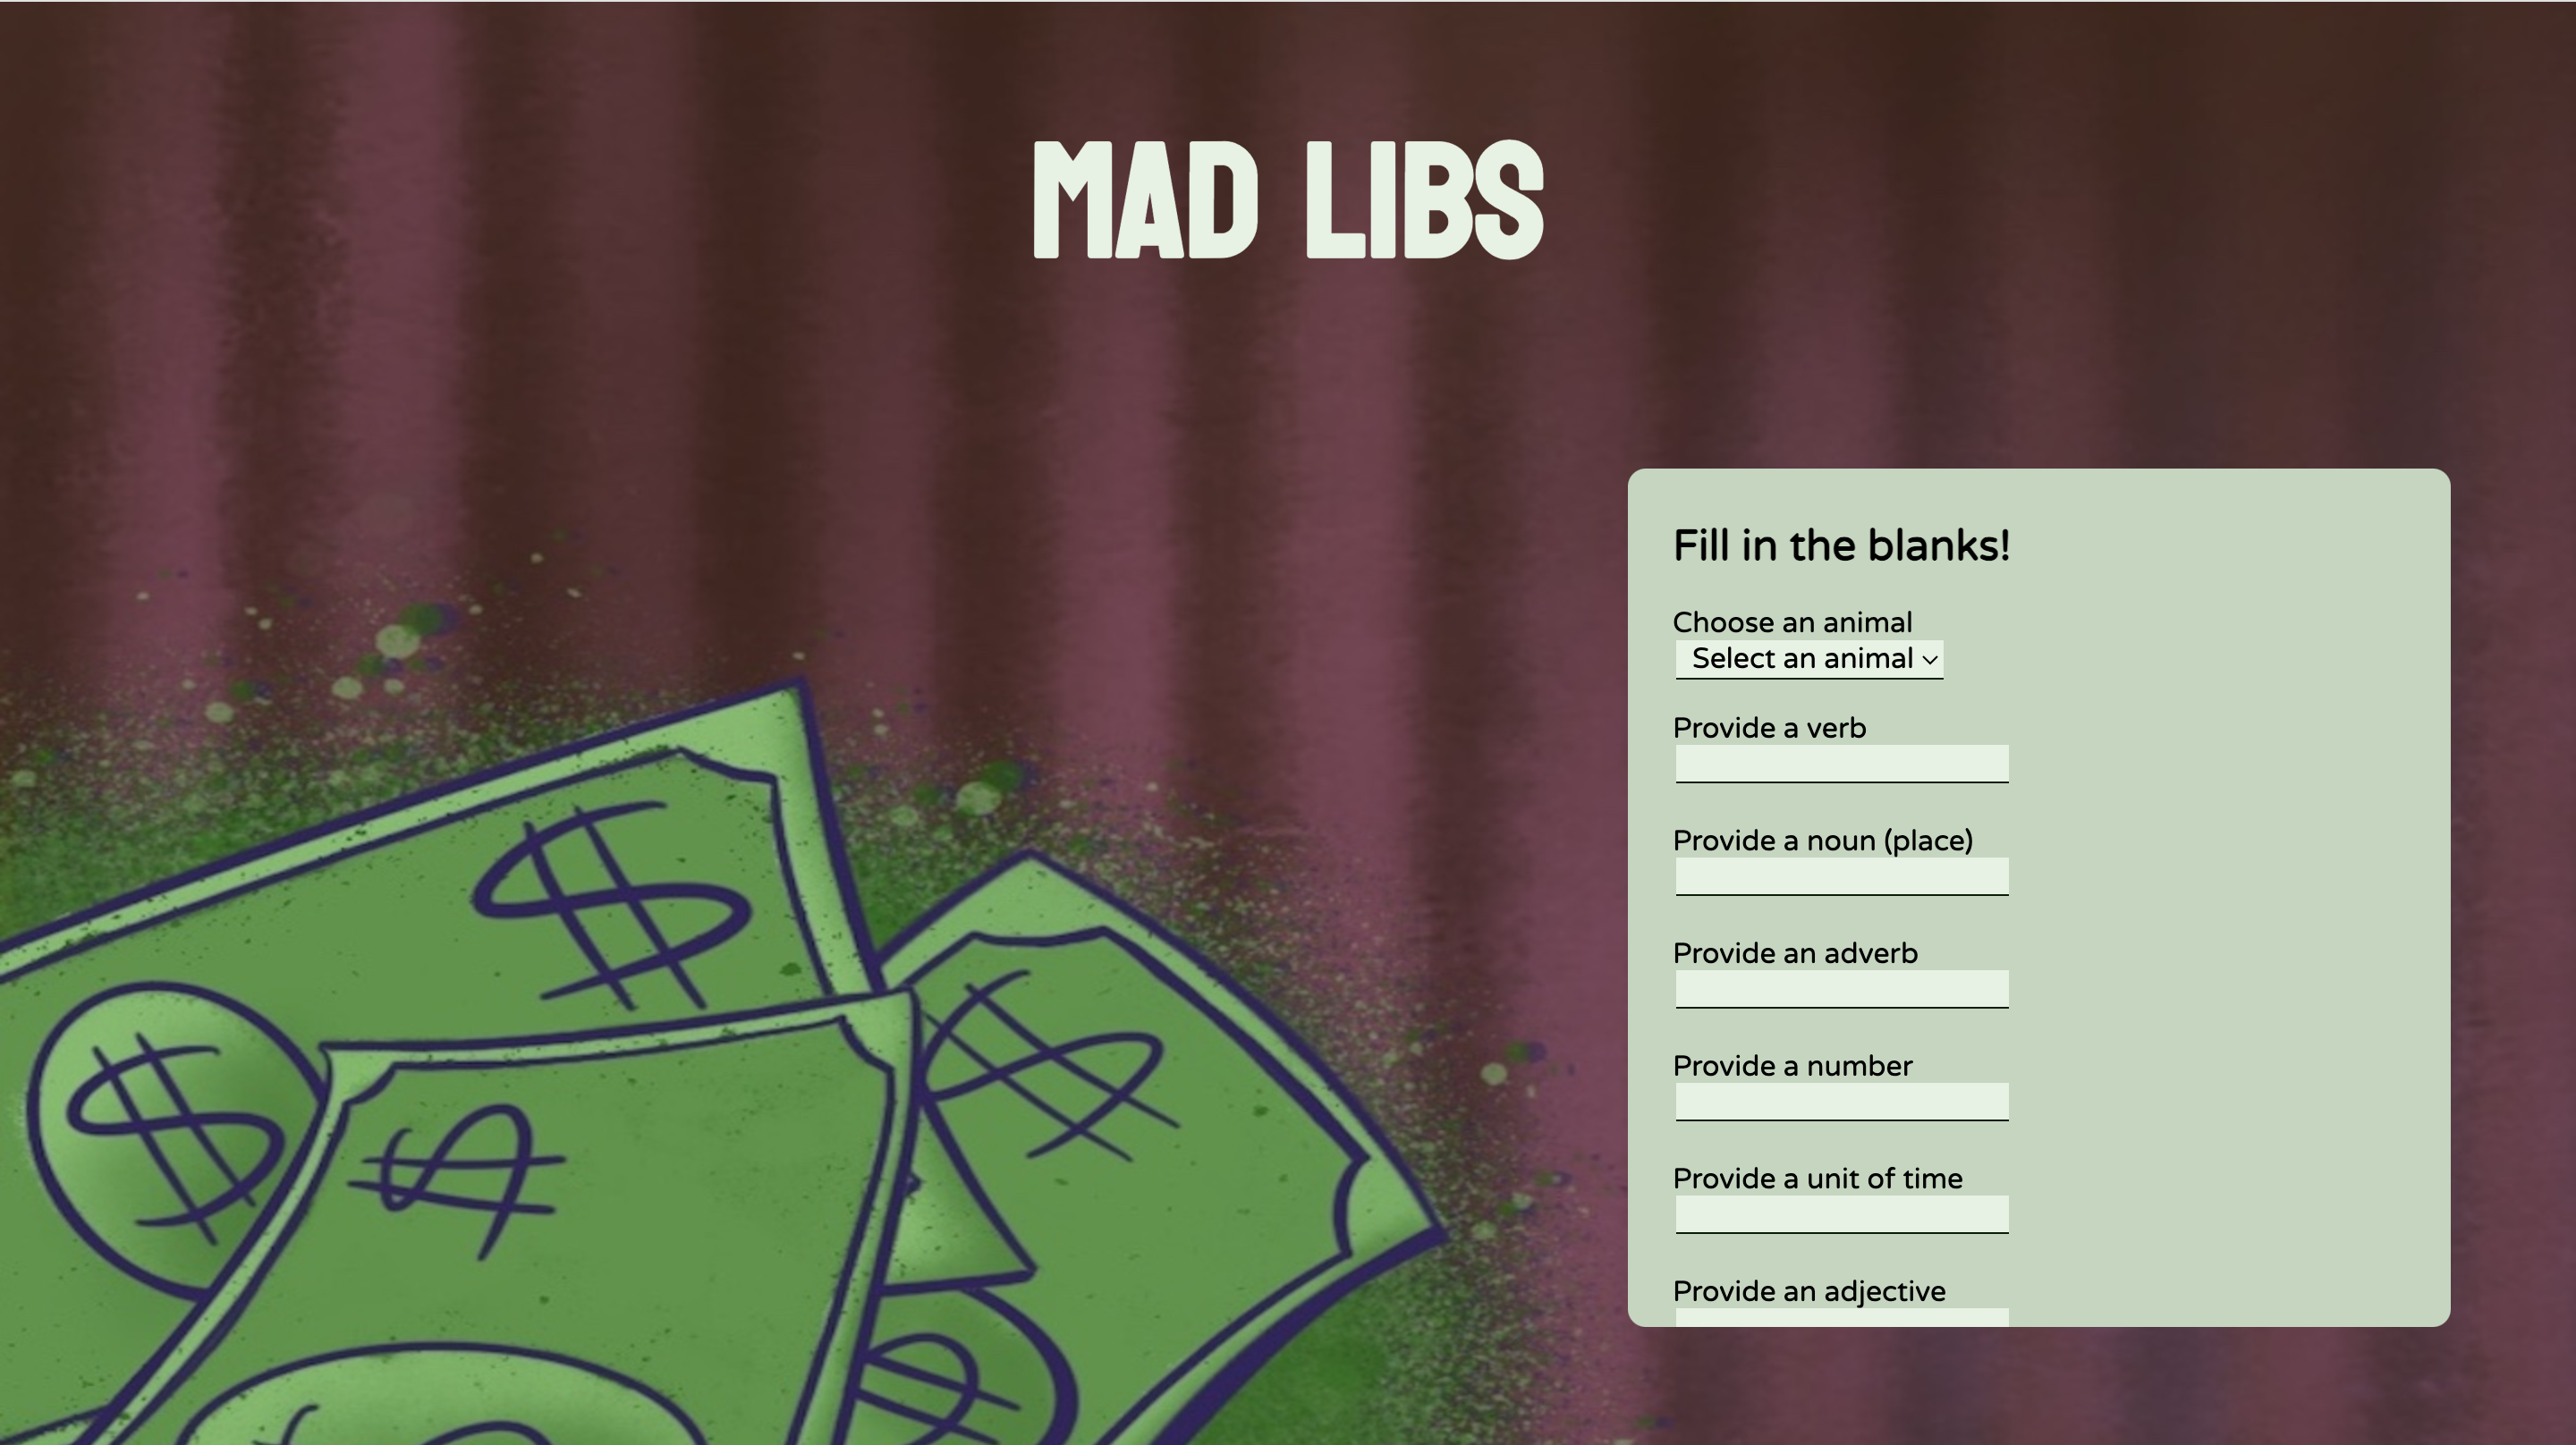 MAD LIBS
Fill in the blanks!
Choose an animal
Select an animal
Provide a verb
Provide a noun (place)
Provide an adverb
Provide a number
Provide a unit of time
Provide an adjective
$
$
$
$